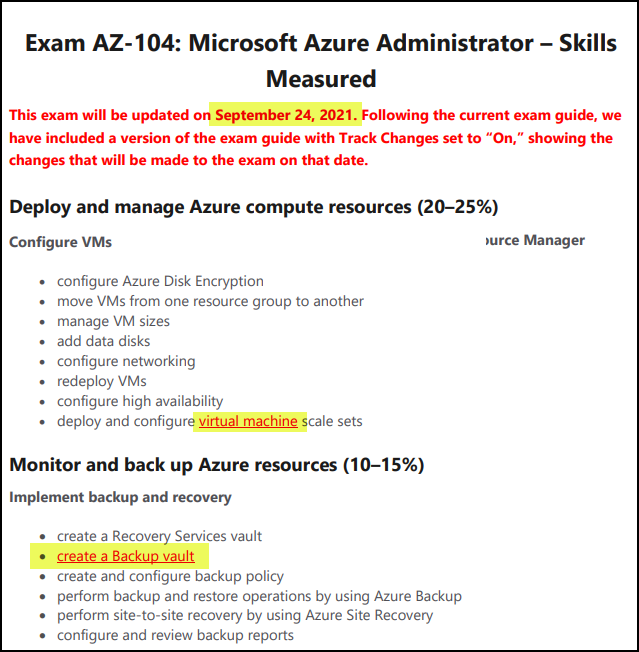 Exam AZ-104: Microsoft Azure Administrator – Skills
Measured
This exam will be updated on September 24, 2021. Following the current exam guide, we
have included a version of the exam guide with Track Changes set to “On,” showing the
changes that will be made to the exam on that date.
Deploy and manage Azure compute resources (20–25%)
Configure VMs ource Manager
• configure Azure Disk Encryption
• move VMs from one resource group to another
• manage VM sizes
• add data disks
• configure networking
• redeploy VMs
• configure high availability
• deploy and configure virtual machine scale sets
Monitor and back up Azure resources (10–15%)
Implement backup and recovery
• create a Recovery Services vault
• create a Backup vault
• create and configure backup policy
• perform backup and restore operations by using Azure Backup
• perform site-to-site recovery by using Azure Site Recovery
• configure and review backup reports